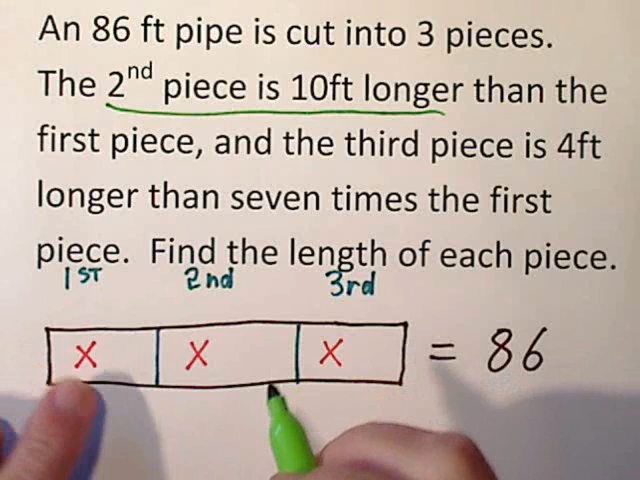 An 86 ft pipe is cut into 3 pieces.
The 2nd piece is 10ft longer than the
first piece, and the third piece is 4ft
longer than seven times the first
piece. Find the length of each piece.
1ST 2nd 3rd
X X X = 86